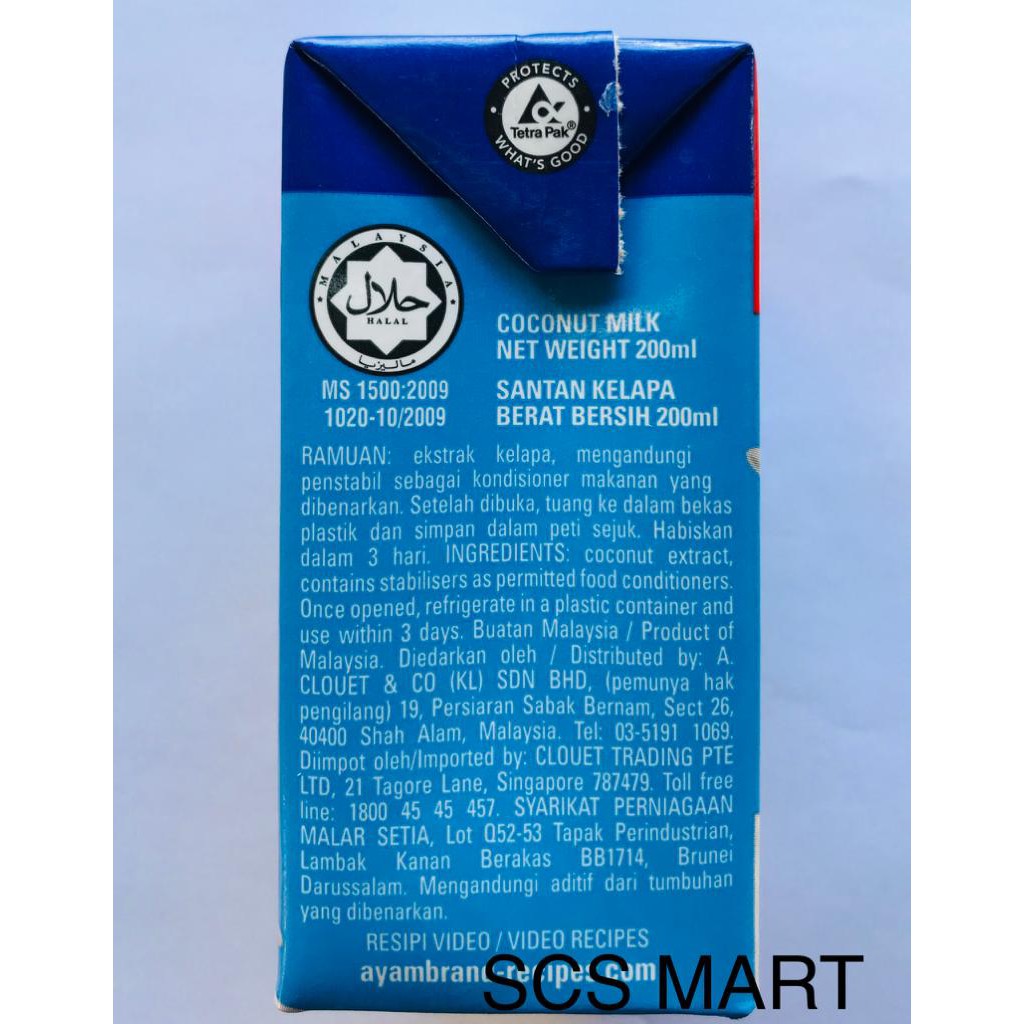 PROTECTS
Tetra Pak®
WHAT'S GOOD
MALAYSIA
حلال
HALAL
ماليزيا
MS 1500:2009
1020-10/2009
COCONUT MILK
NET WEIGHT 200ml
SANTAN KELAPA
BERAT BERSIH 200ml
RAMUAN: ekstrak kelapa, mengandungi
penstabil sebagai kondisioner makanan yang
dibenarkan. Setelah dibuka, tuang ke dalam bekas
plastik dan simpan dalam peti sejuk. Habiskan
dalam 3 hari. INGREDIENTS: coconut extract,
contains stabilisers as permitted food conditioners.
Once opened, refrigerate in a plastic container and
use within 3 days. Buatan Malaysia / Product of
Malaysia. Diedarkan oleh / Distributed by: A.
CLOUET & CO (KL) SDN BHD, (pemunya hak
pengilang) 19, Persiaran Sabak Bernam, Sect 26,
40400 Shah Alam, Malaysia. Tel: 03-5191 1069.
Diimpot oleh/Imported by: CLOUET TRADING PTE
LTD, 21 Tagore Lane, Singapore 787479. Toll free
line: 1800 45 45 457. SYARIKAT PERNIAGAAN
MALAR SETIA, Lot Q52-53 Tapak Perindustrian,
Lambak Kanan Berakas BB1714, Brunei
Darussalam. Mengandungi aditif dari tumbuhan
yang dibenarkan.
RESIPI VIDEO / VIDEO RECIPES
ayambrand-recipes.com
SCS MART